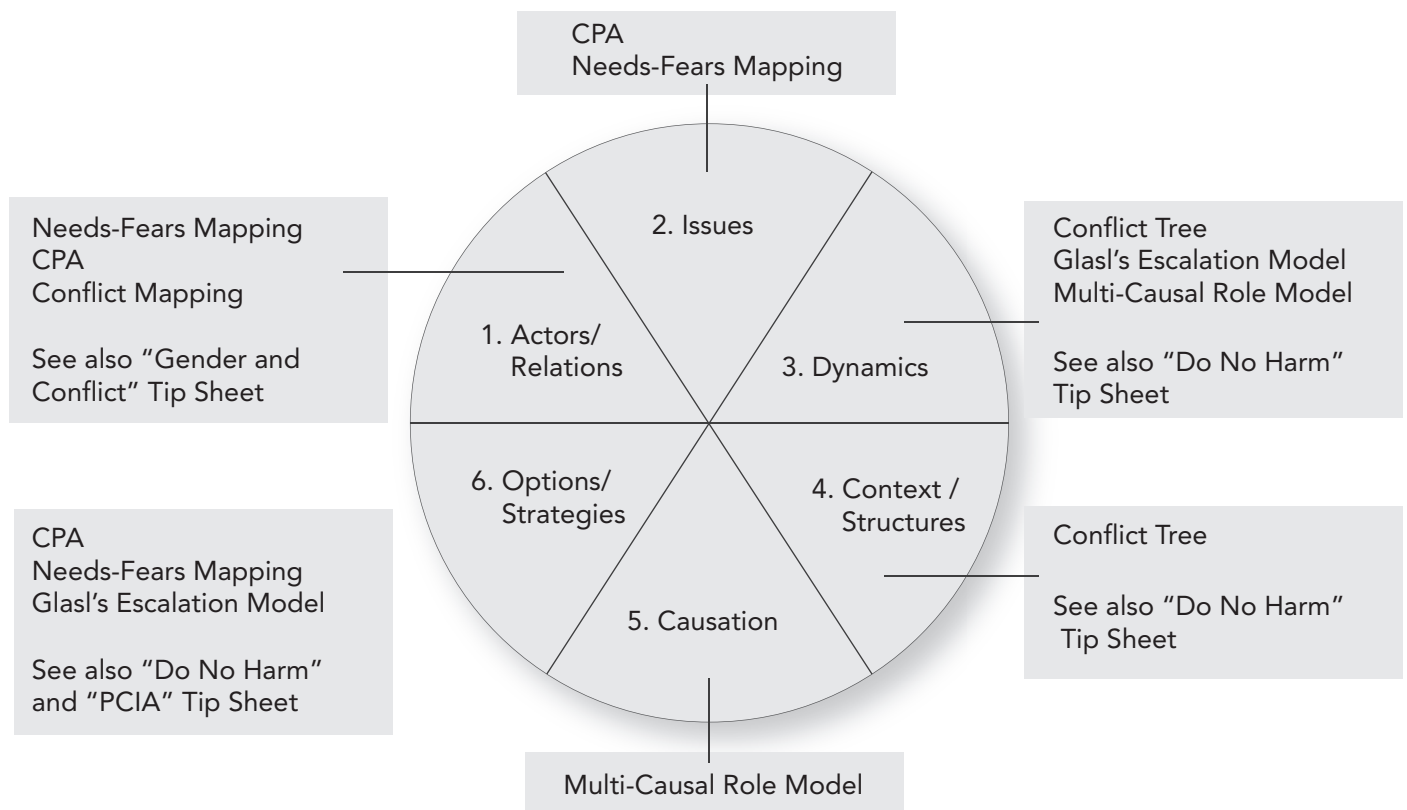 CPA
Needs-Fears Mapping
2. Issues
Needs-Fears Mapping
CPA
Conflict Mapping
See also “Gender and
Conflict” Tip Sheet
1. Actors/
Relations
3. Dynamics
Conflict Tree
Glasl's Escalation Model
Multi-Causal Role Model
See also “Do No Harm”
Tip Sheet
6. Options/
Strategies
4. Context /
Structures
CPA
Needs-Fears Mapping
Glasl's Escalation Model
See also “Do No Harm”
and “PCIA” Tip Sheet
5. Causation
Conflict Tree
See also “Do No Harm”
Tip Sheet
Multi-Causal Role Model